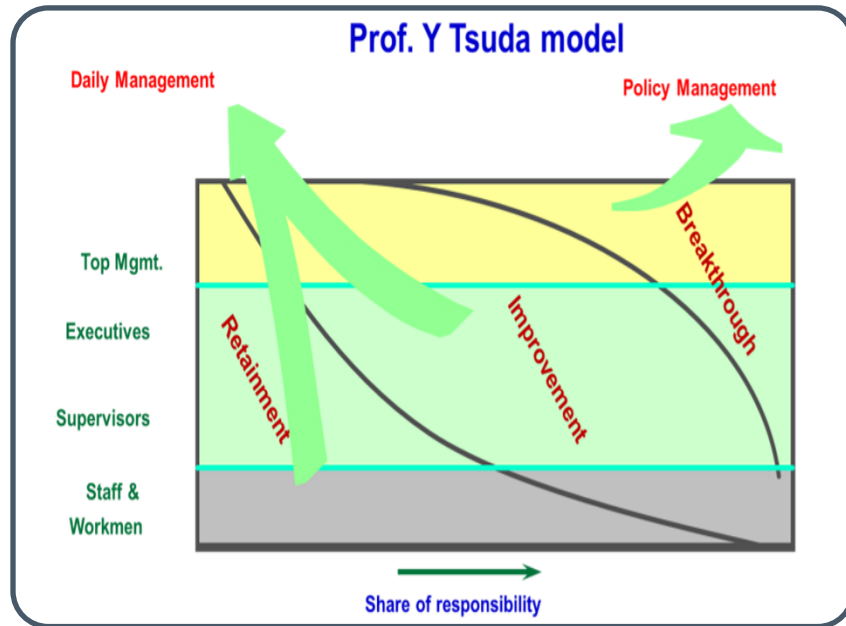 Prof. Y Tsuda model
Daily Management
Policy Management
Top Mgmt.
Executives
Supervisors
Staff &
Workmen
Retainment
Improvement
Breakthrough
Share of responsibility